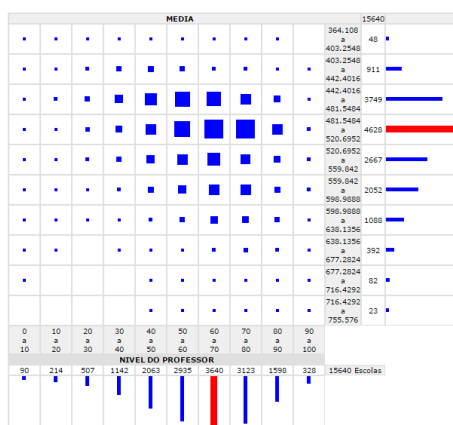 MEDIA 15640
364.108
a 48
403.2548
403.2548
a 911
442.4016
442.4016
a 3749
481.5484
481.5484
a 4628
520.6952
520.6952
a 2667
559.842
559.842
a 2052
598.9888
598.9888
a 1088
638.1356
638.1356
a 392
677.2824
677.2824
a 82
716.4292
716.4292
a 23
755.576
0 10 20 30 40 50 60 70 80 90
a a a a a a a a a a
10 20 30 40 50 60 70 80 90 100
NIVEL DO PROFESSOR
90 214 507 1142 2063 2935 3640 3123 1598 328 15640 Escolas